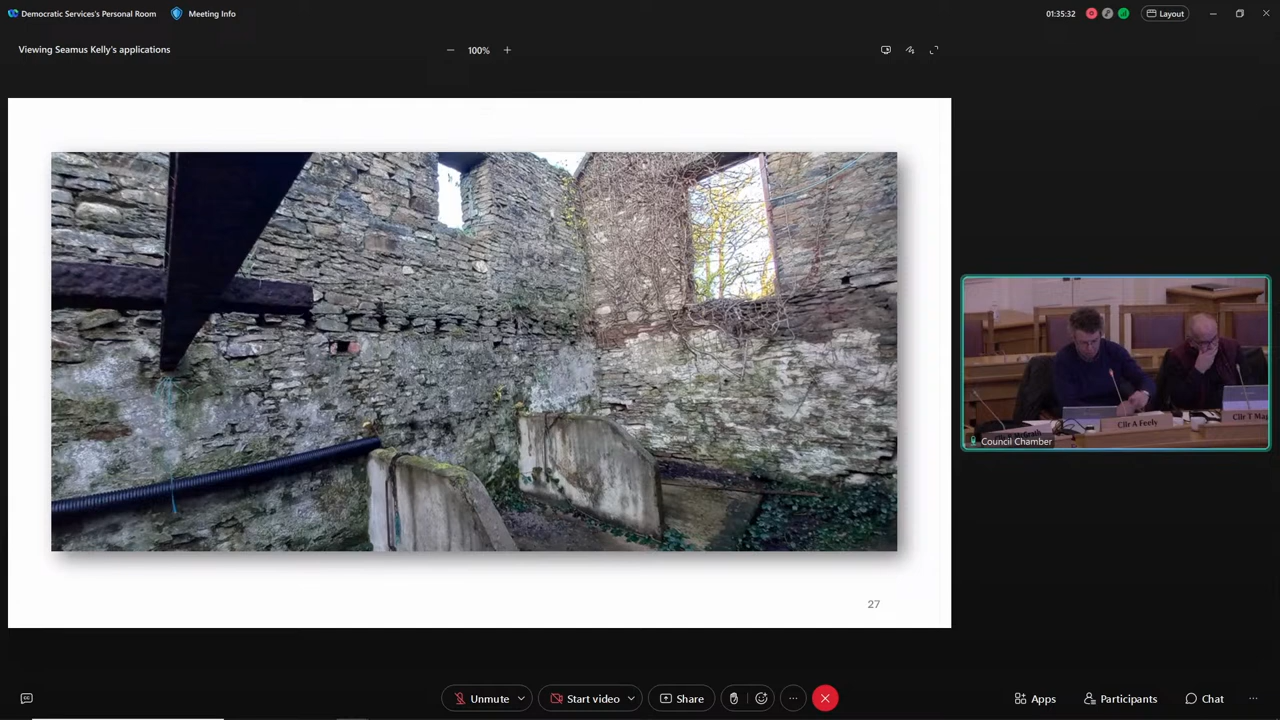 Democratic Services's Personal Room
Meeting Info
01:35:32
Layout
Viewing Seamus Kelly's applications
100%
Cllr A Feely
Cllr T
Council Chamber
27
Unmute
Start video
Share
Apps
Participants
Chat